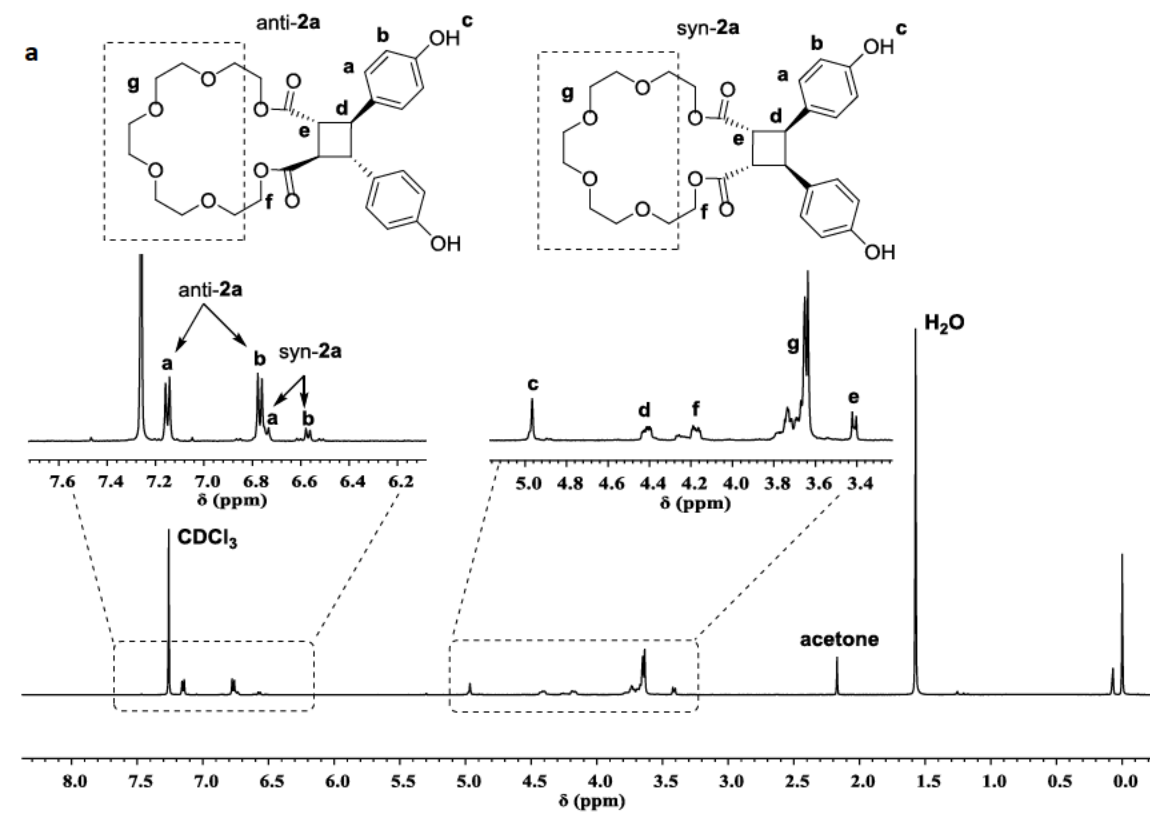 a
anti-2a
syn-2a
b
OH c
a
g
O
O
O
O
O
O
O
O
d
e
f
OH
b
OH c
a
g
O
O
O
O
O
O
O
O
d
e
f
OH
anti-2a
syn-2a
a
b
a
b
7.6 7.4 7.2 7.0 6.8 6.6 6.4 6.2
δ (ppm)
c
d
f
g
e
5.0 4.8 4.6 4.4 4.2 4.0 3.8 3.6 3.4
δ (ppm)
H2O
CDCl3
acetone
8.0 7.5 7.0 6.5 6.0 5.5 5.0 4.5 4.0 3.5 3.0 2.5 2.0 1.5 1.0 0.5 0.0
δ (ppm)